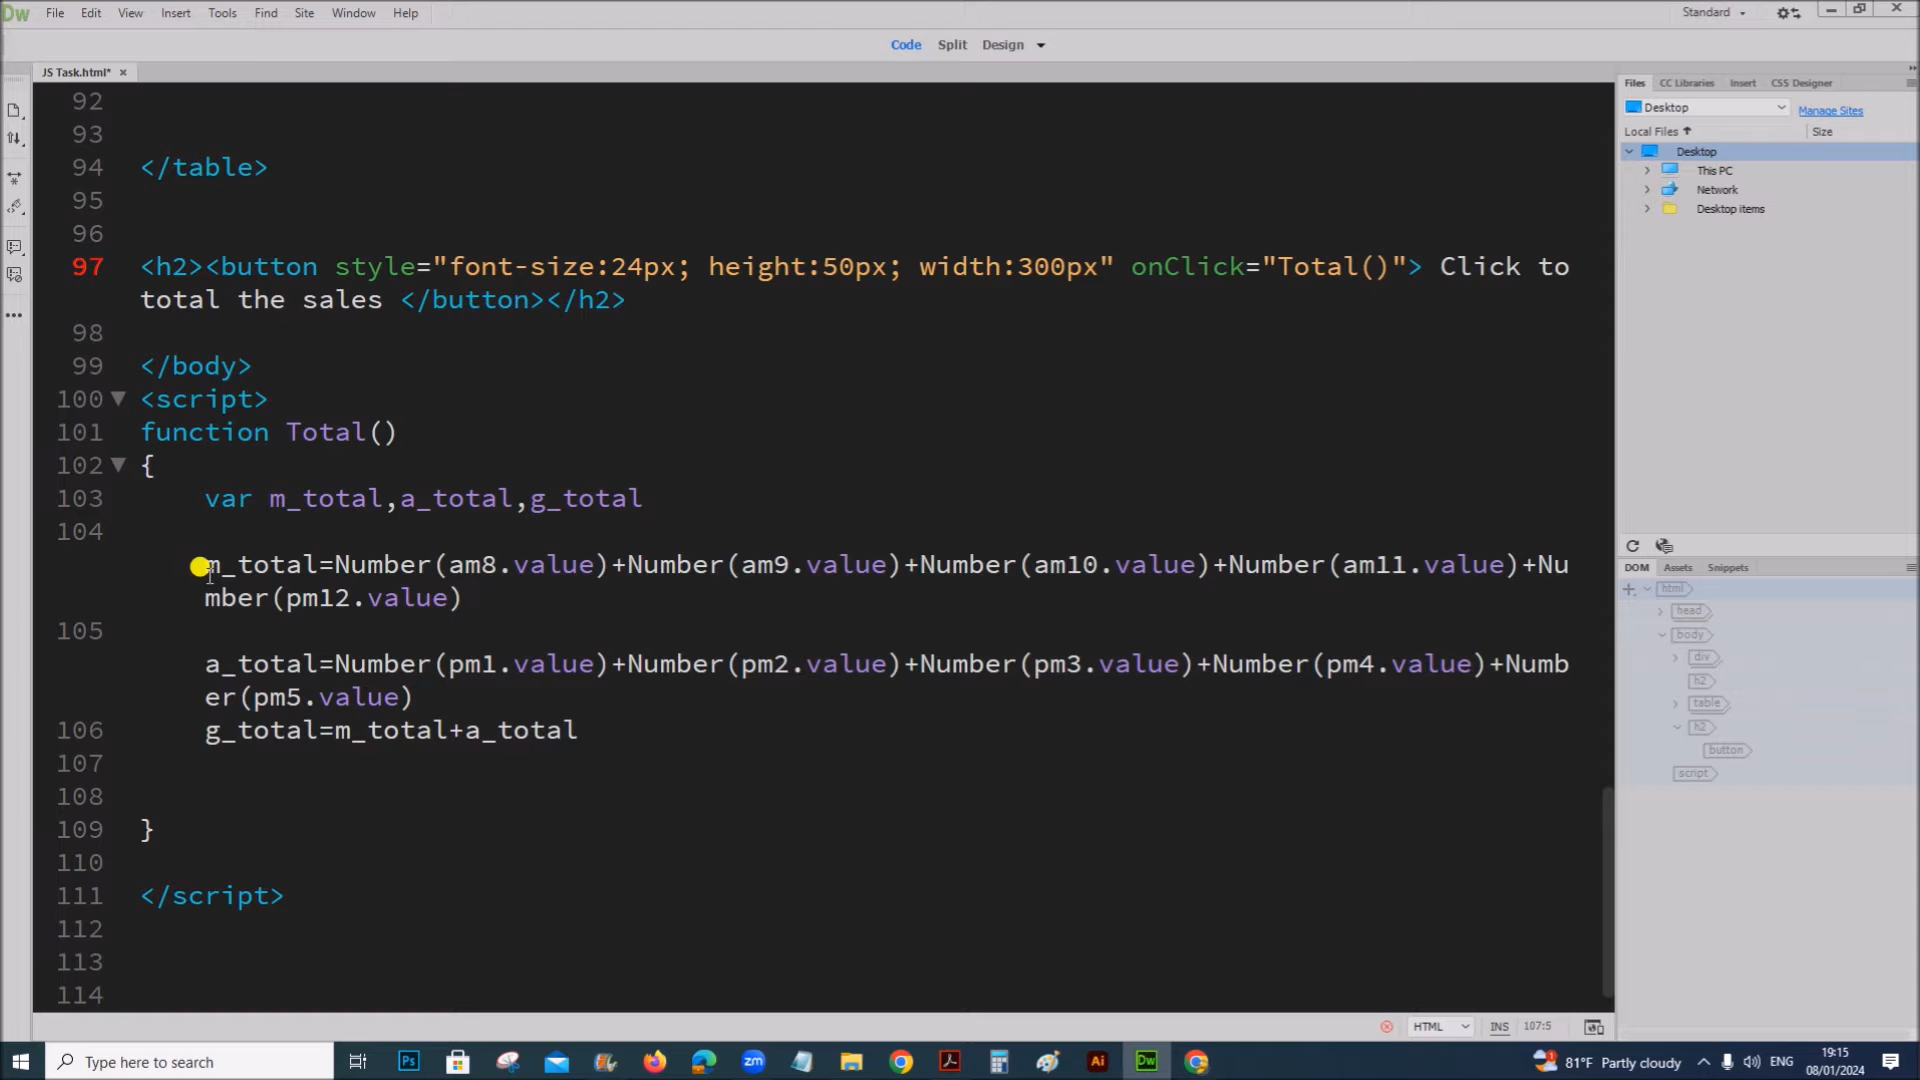 Dw File Edit View Insert Tools Find Site Window Help Standard
Code Split Design
JS Task.html*
Files CC Libraries Insert CSS Designer
Desktop Manage Sites
Local Files Size
Desktop
This PC
Network
Desktop items
92
93
94 </table>
95
96
97 <h2><button style="font-size:24px; height:50px; width:300px" onClick="Total()"> Click to
total the sales </button></h2>
98
99 </body>
100 <script>
101 function Total()
102 {
103 var m_total,a_total,g_total
104
m_total=Number(am8.value)+Number(am9.value)+Number(am10.value)+Number(am11.value)+Nu
mber(pm12.value)
105
a_total=Number(pm1.value)+Number(pm2.value)+Number(pm3.value)+Number(pm4.value)+Numb
er(pm5.value)
106 g_total=m_total+a_total
107
108
109 }
110
111 </script>
112
113
114
DOM Assets Snippets
html
head
body
div
h2
table
h2
button
script
HTML INS 107:5
Type here to search
Ps
zm
Ai
Dw
81°F Partly cloudy
ENG
19:15
08/01/2024